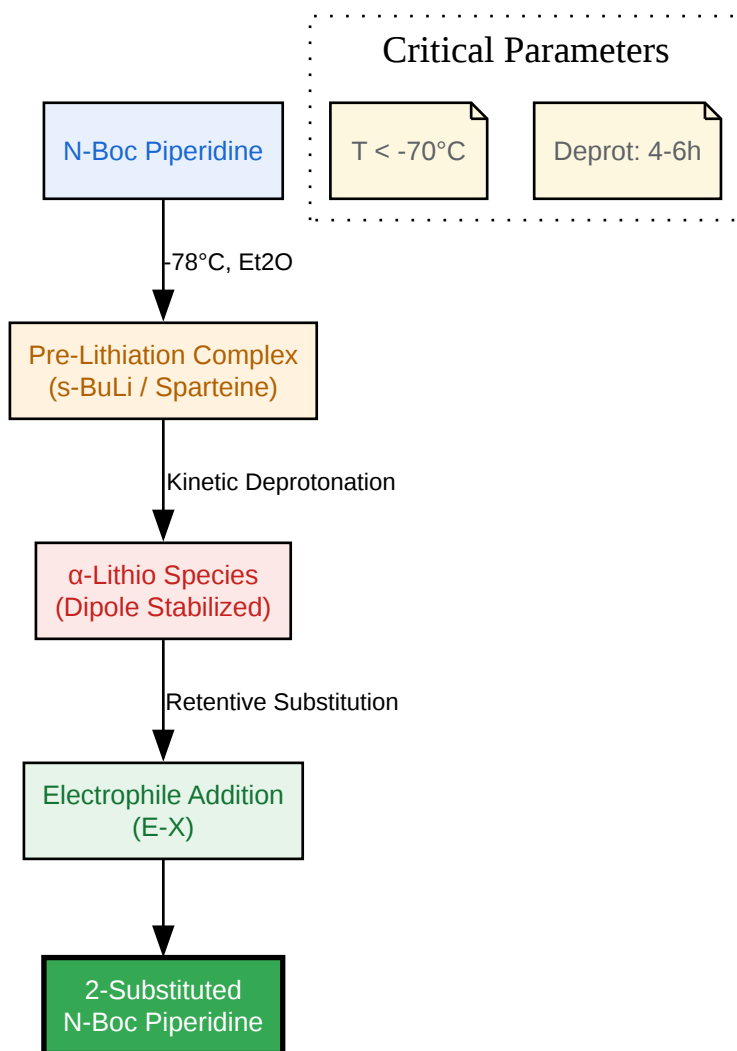 Critical Parameters
N-Boc Piperidine
T < -70°C
Deprot: 4-6h
-78°C, Et2O
Pre-Lithiation Complex
(s-BuLi / Sparteine)
Kinetic Deprotonation
α-Lithio Species
(Dipole Stabilized)
Retentive Substitution
Electrophile Addition
(E-X)
2-Substituted
N-Boc Piperidine